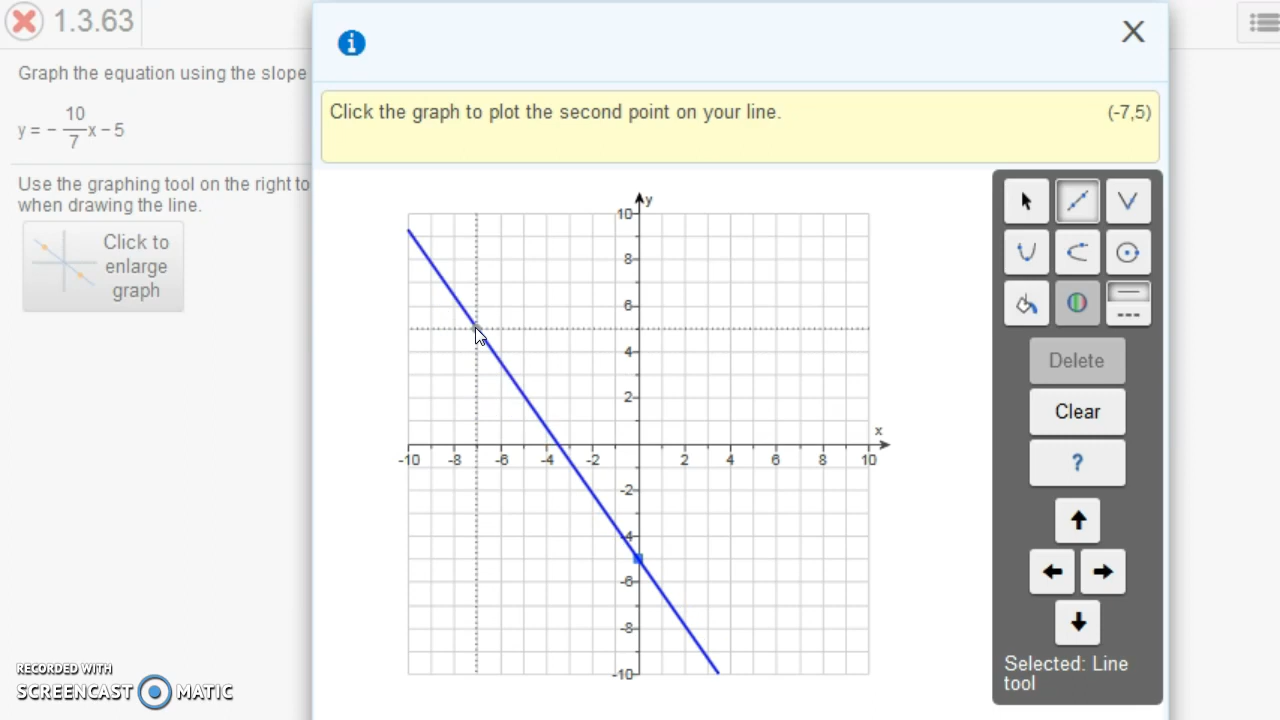 1.3.63
Graph the equation using the slope
y = − 10/7 x − 5
Use the graphing tool on the right to
when drawing the line.
Click to
enlarge
graph
Click the graph to plot the second point on your line. (-7,5)
y
10
8
6
4
2
x
-10 -8 -6 -4 -2 2 4 6 8 10
-2
-4
-6
-8
-10
Delete
Clear
?
Selected: Line
tool
RECORDED WITH
SCREENCAST MATIC